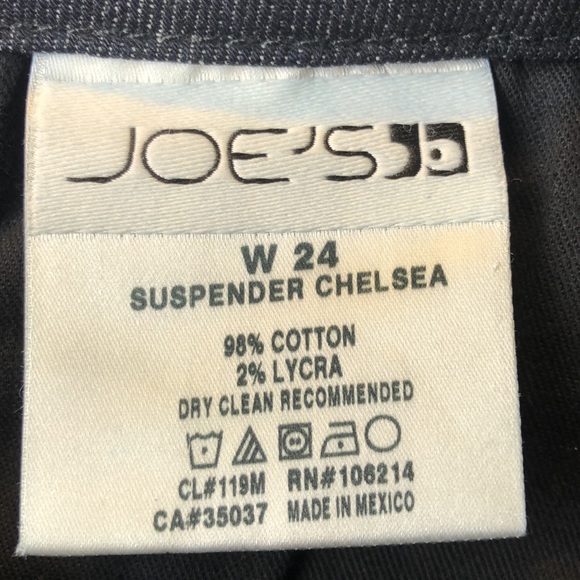 JOE'S
W 24
SUSPENDER CHELSEA
98% COTTON
2% LYCRA
DRY CLEAN RECOMMENDED
CL#119M RN#106214
CA#35037 MADE IN MEXICO